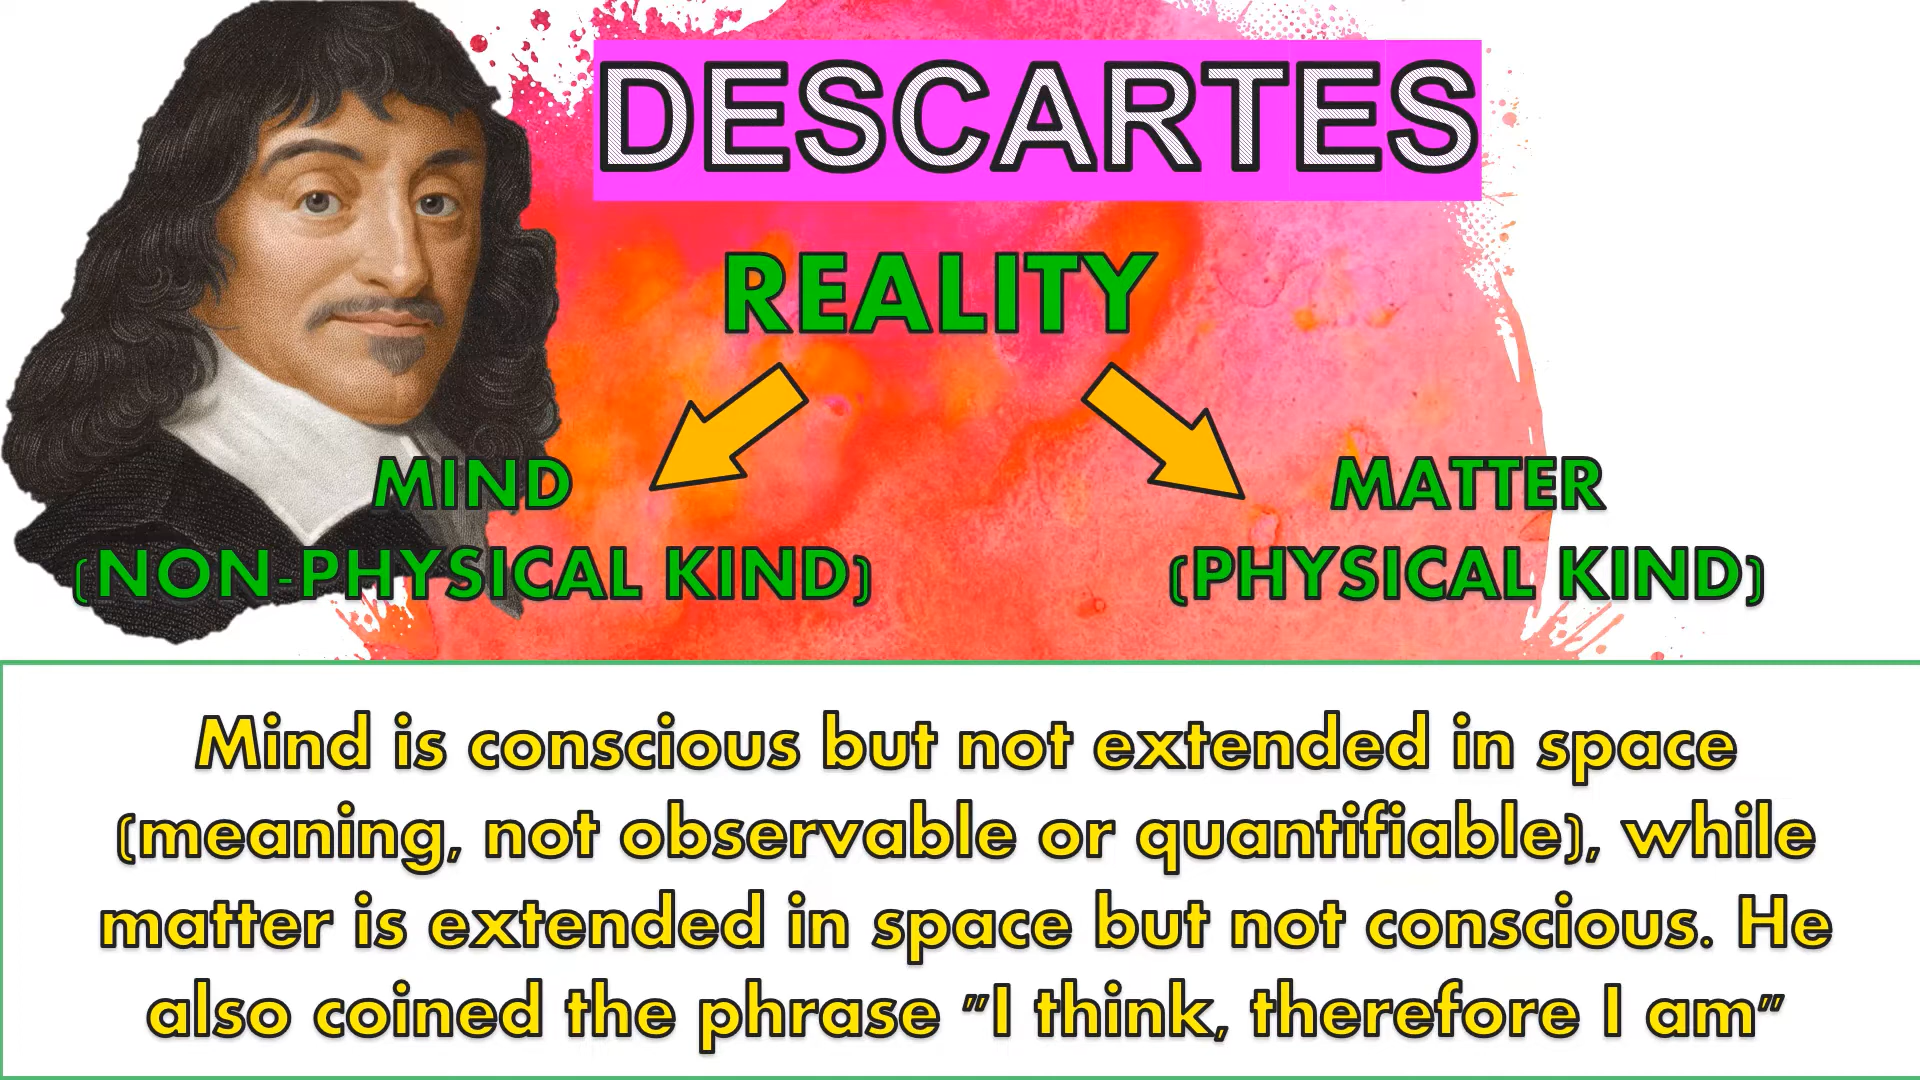 DESCARTES
REALITY
MIND
(NON-PHYSICAL KIND)
MATTER
(PHYSICAL KIND)
Mind is conscious but not extended in space
(meaning, not observable or quantifiable), while
matter is extended in space but not conscious. He
also coined the phrase "I think, therefore I am"